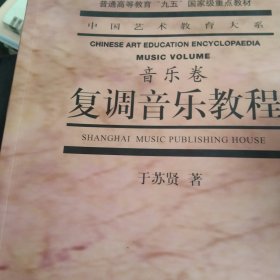 普通高等教育“九五”国家级重点教材
中国艺术教育大系
CHINESE ART EDUCATION ENCYCLOPAEDIA
MUSIC VOLUME
音乐卷
复调音乐教程
SHANGHAI MUSIC PUBLISHING HOUSE
于苏贤 著